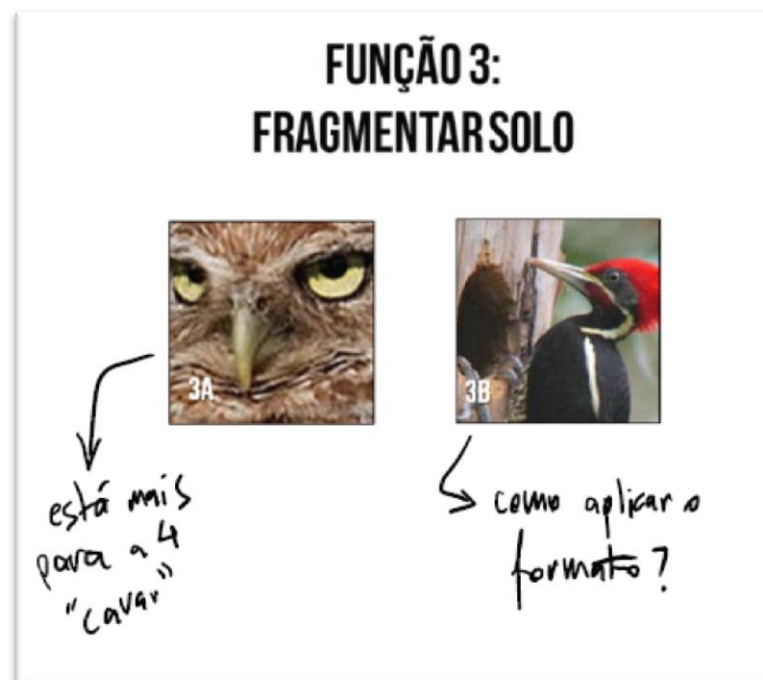 FUNÇÃO 3:
FRAGMENTAR SOLO
3A
3B
está mais
para a 4
"cavar"
como aplicar o
formato?